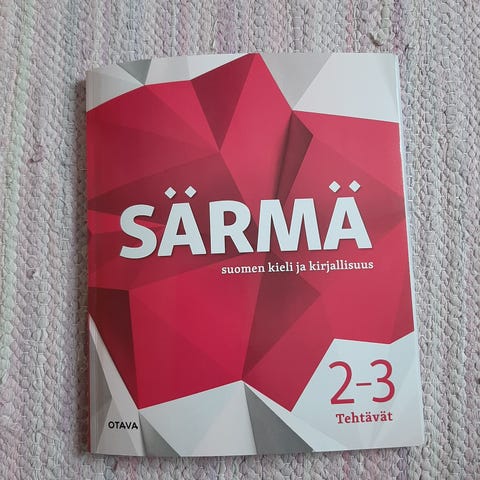 SÄRMÄ
suomen kieli ja kirjallisuus
2–3
Tehtävät
OTAVA